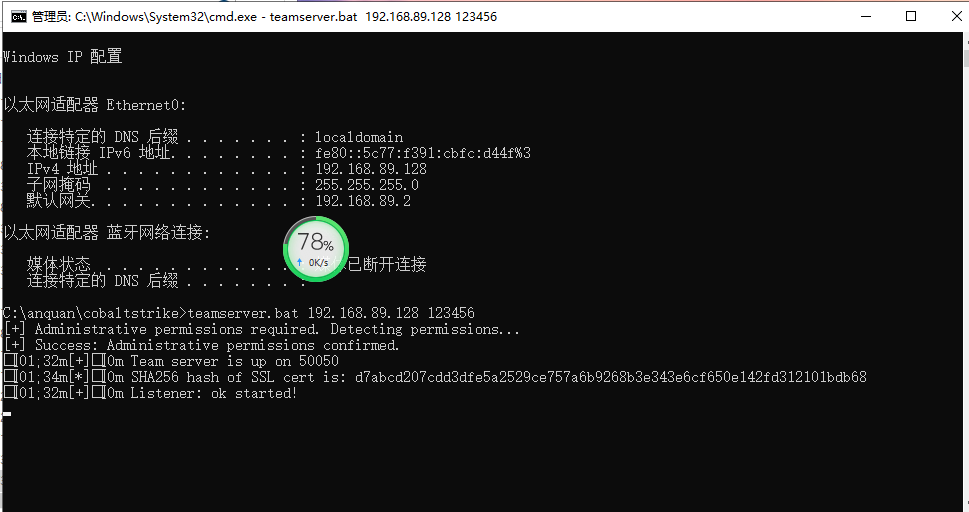 管理员: C:\Windows\System32\cmd.exe - teamserver.bat 192.168.89.128 123456
Windows IP 配置
以太网适配器 Ethernet0:
连接特定的 DNS 后缀 . . . . . . . : localdomain
本地链接 IPv6 地址. . . . . . . . : fe80::5c77:f391:cbfc:d44f%3
IPv4 地址 . . . . . . . . . . . . : 192.168.89.128
子网掩码 . . . . . . . . . . . . : 255.255.255.0
默认网关. . . . . . . . . . . . . : 192.168.89.2
以太网适配器 蓝牙网络连接:
78%
0K/s
媒体状态 . . . . . . . . . . . . 已断开连接
连接特定的 DNS 后缀 . . . . . . . :
C:\anquan\cobaltstrike>teamserver.bat 192.168.89.128 123456
[+] Administrative permissions required. Detecting permissions...
[+] Success: Administrative permissions confirmed.
[01;32m[+][0m Team server is up on 50050
[01;34m[*][0m SHA256 hash of SSL cert is: d7abcd207cdd3dfe5a2529ce757a6b9268b3e343e6cf650e142fd312101bdb68
[01;32m[+][0m Listener: ok started!